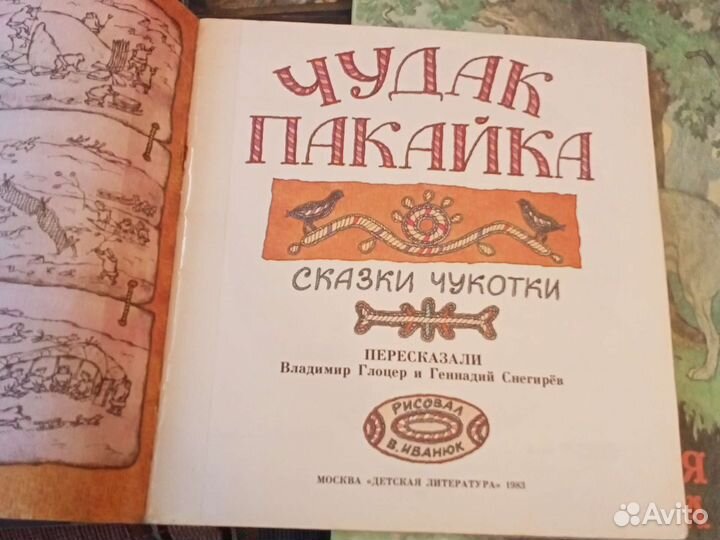 ЧУДАК
ПАКАЙКА
СКАЗКИ ЧУКОТКИ
ПЕРЕСКАЗАЛИ
Владимир Глоцер и Геннадий Снегирёв
РИСОВАЛ
В. ИВАНЮК
МОСКВА «ДЕТСКАЯ ЛИТЕРАТУРА» 1983
Я
Avito